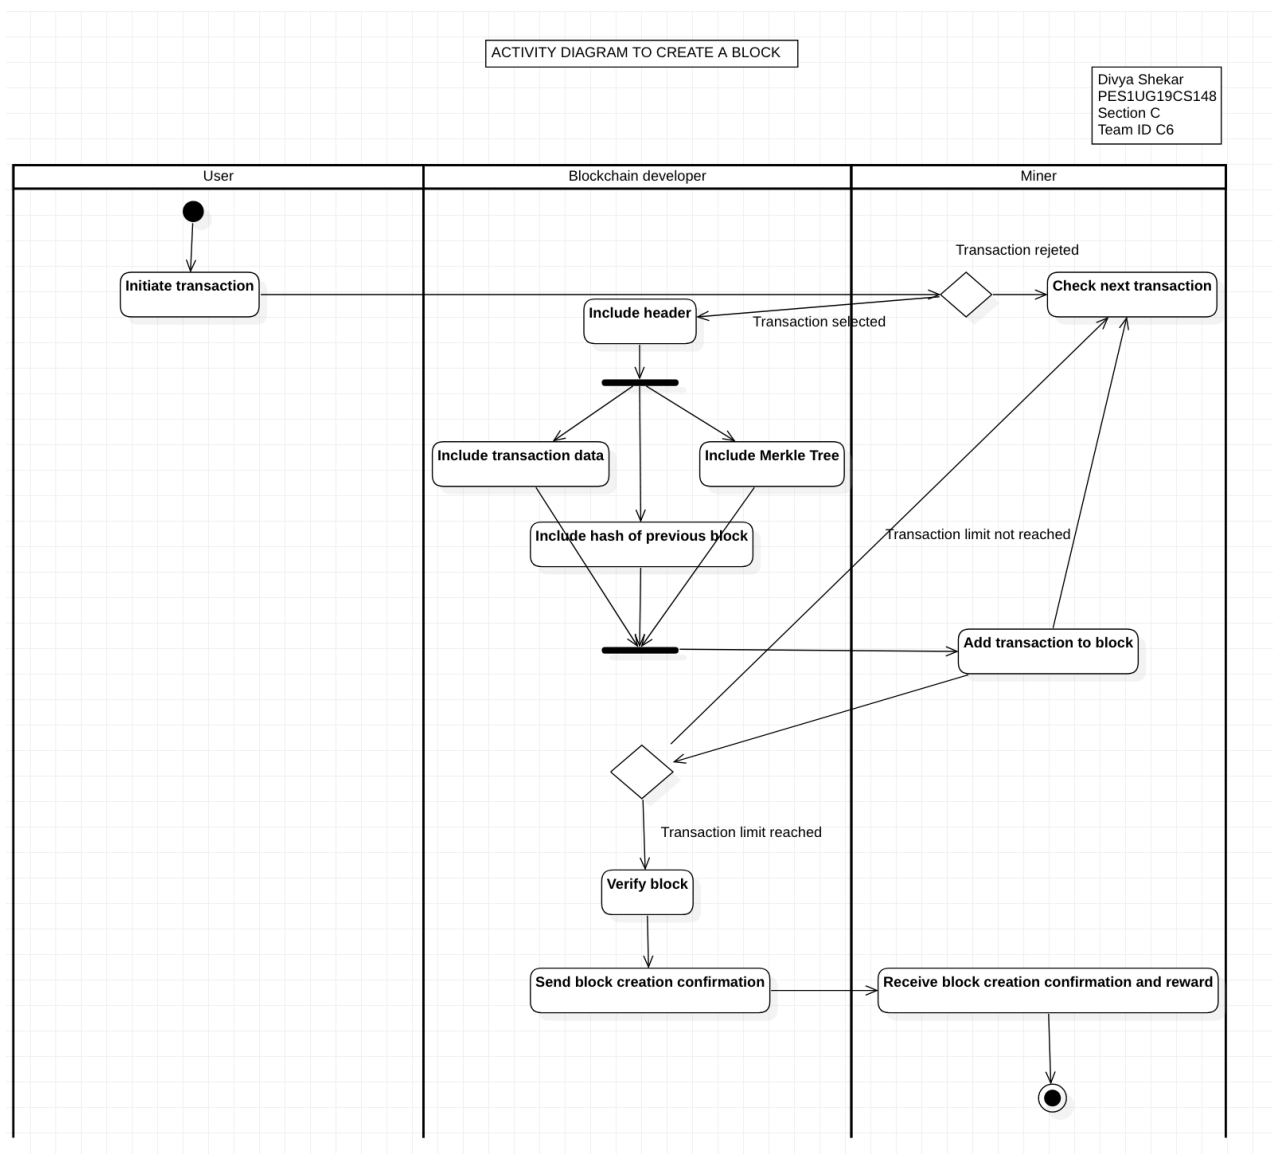 ACTIVITY DIAGRAM TO CREATE A BLOCK
Divya Shekar
PES1UG19CS148
Section C
Team ID C6
User
Blockchain developer
Miner
Transaction rejeted
Initiate transaction
Check next transaction
Include header
Transaction selected
Include transaction data
Include Merkle Tree
Include hash of previous block
Transaction limit not reached
Add transaction to block
Transaction limit reached
Verify block
Send block creation confirmation
Receive block creation confirmation and reward